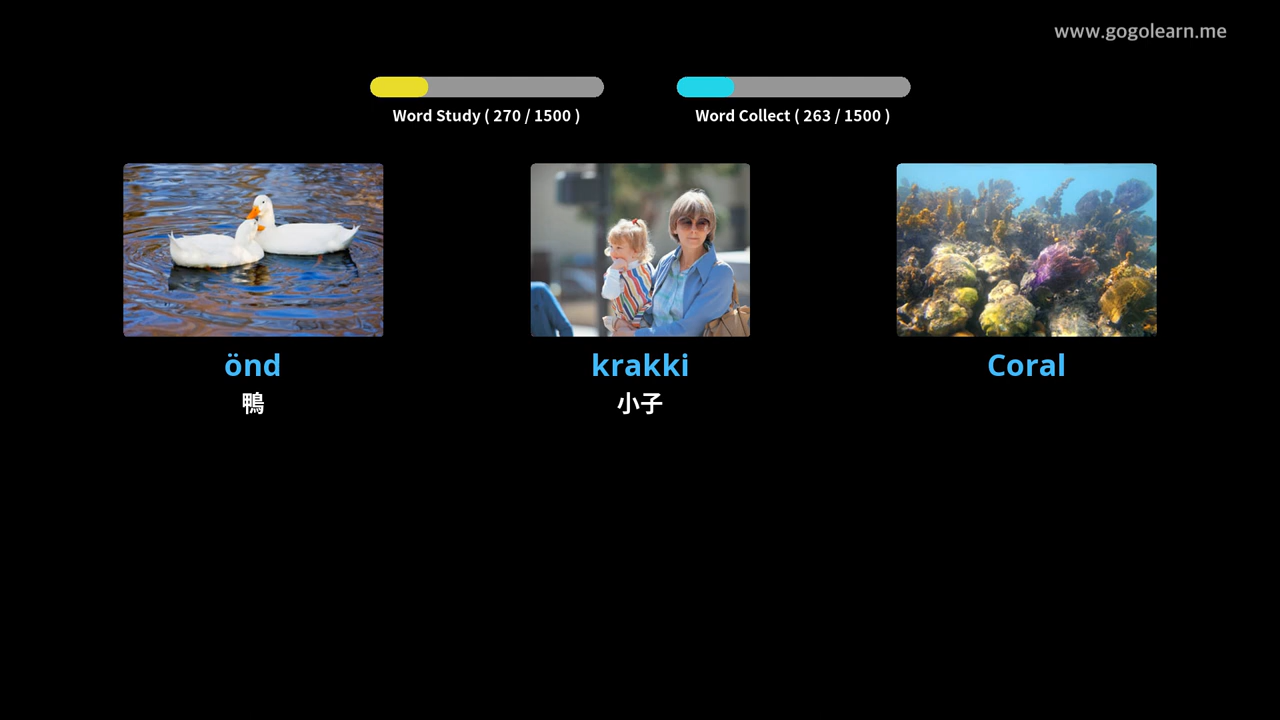 www.gogolearn.me
Word Study ( 270 / 1500 )
Word Collect ( 263 / 1500 )
önd
krakki
Coral
鴨
小子